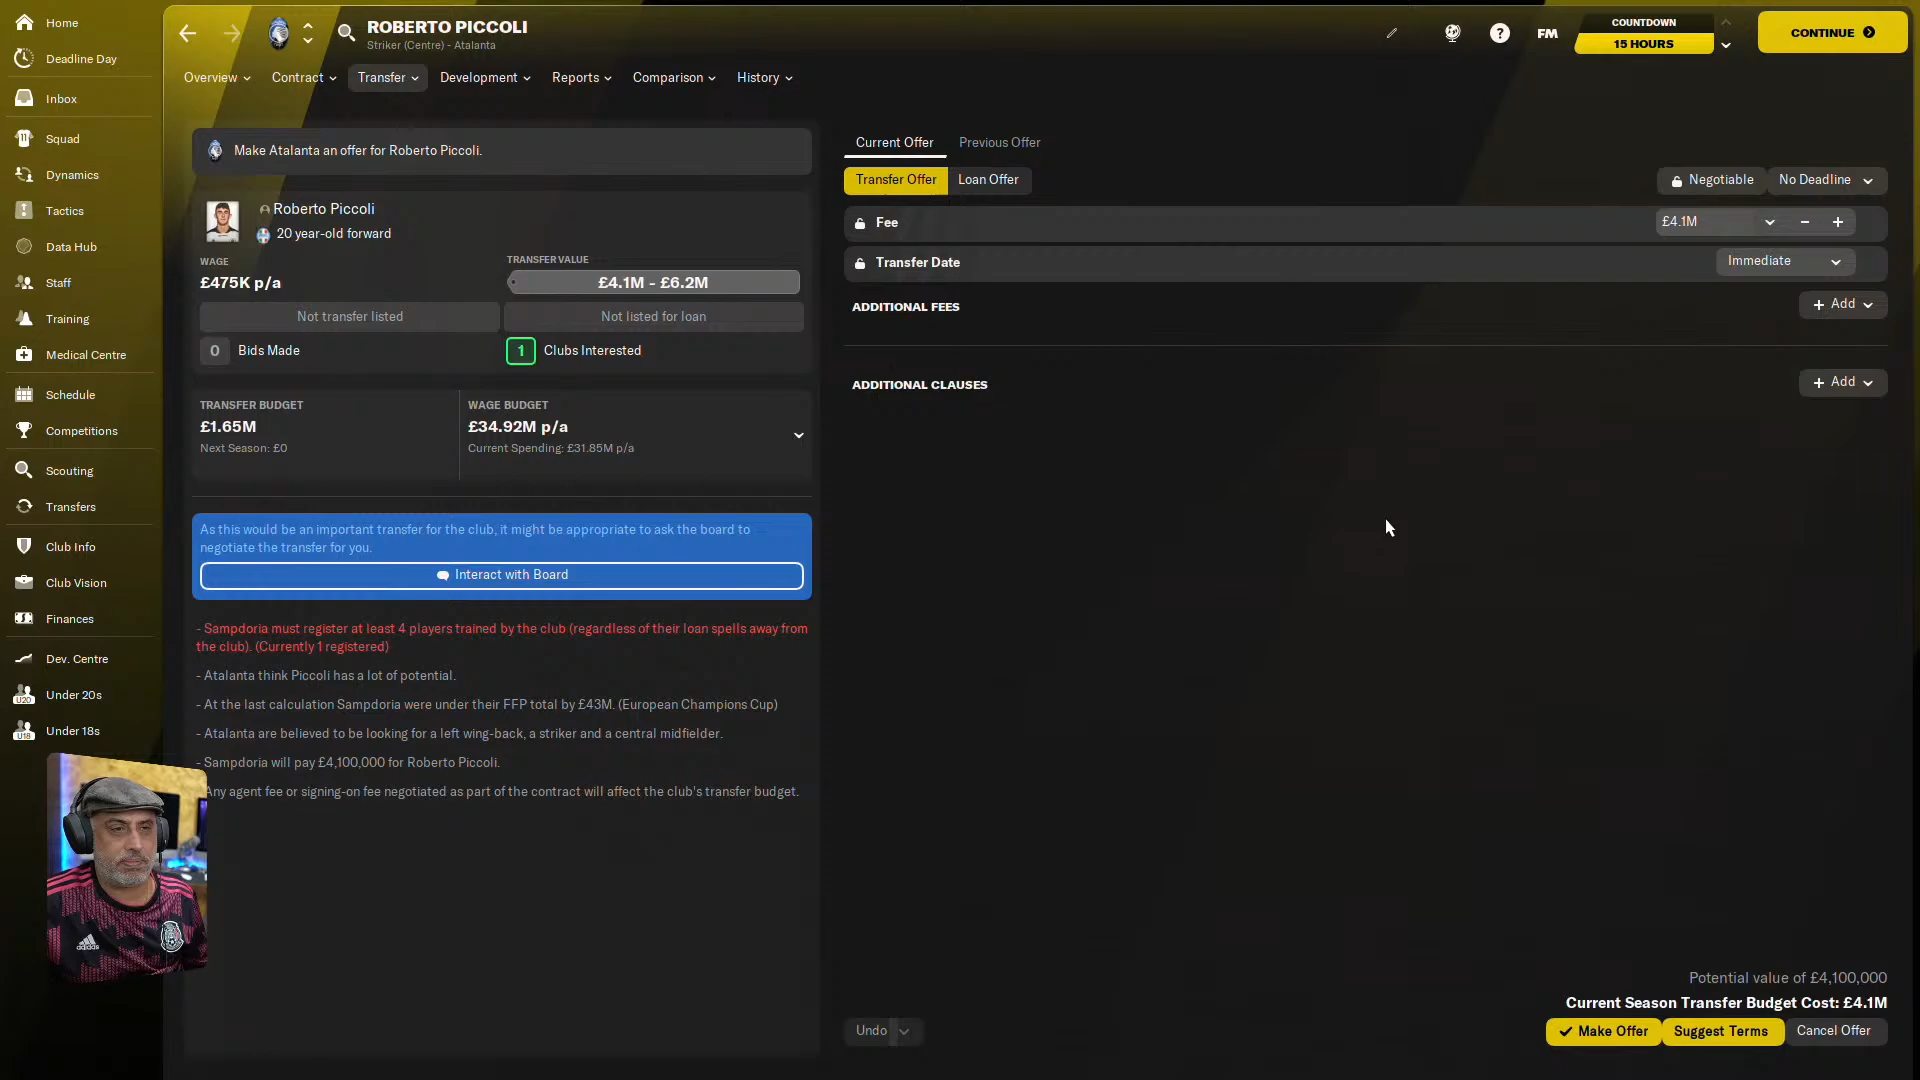 Home
Deadline Day
Inbox
Squad
Dynamics
Tactics
Data Hub
Staff
Training
Medical Centre
Schedule
Competitions
Scouting
Transfers
Club Info
Club Vision
Finances
Dev. Centre
U20 Under 20s
U18 Under 18s
ROBERTO PICCOLI
Striker (Centre) - Atalanta
FM
COUNTDOWN
15 HOURS
CONTINUE
Overview
Contract
Transfer
Development
Reports
Comparison
History
Make Atalanta an offer for Roberto Piccoli.
Roberto Piccoli
20 year-old forward
WAGE
£475K p/a
TRANSFER VALUE
£4.1M - £6.2M
Not transfer listed
Not listed for loan
0 Bids Made
1 Clubs Interested
TRANSFER BUDGET
£1.65M
Next Season: £0
WAGE BUDGET
£34.92M p/a
Current Spending: £31.85M p/a
As this would be an important transfer for the club, it might be appropriate to ask the board to
negotiate the transfer for you.
Interact with Board
- Sampdoria must register at least 4 players trained by the club (regardless of their loan spells away from
the club). (Currently 1 registered)
- Atalanta think Piccoli has a lot of potential.
- At the last calculation Sampdoria were under their FFP total by £43M. (European Champions Cup)
- Atalanta are believed to be looking for a left wing-back, a striker and a central midfielder.
- Sampdoria will pay £4,100,000 for Roberto Piccoli.
Any agent fee or signing-on fee negotiated as part of the contract will affect the club's transfer budget.
adidas
Current Offer
Previous Offer
Transfer Offer
Loan Offer
Negotiable
No Deadline
Fee
£4.1M
Transfer Date
Immediate
ADDITIONAL FEES
+ Add
ADDITIONAL CLAUSES
+ Add
Potential value of £4,100,000
Current Season Transfer Budget Cost: £4.1M
Undo
Make Offer
Suggest Terms
Cancel Offer